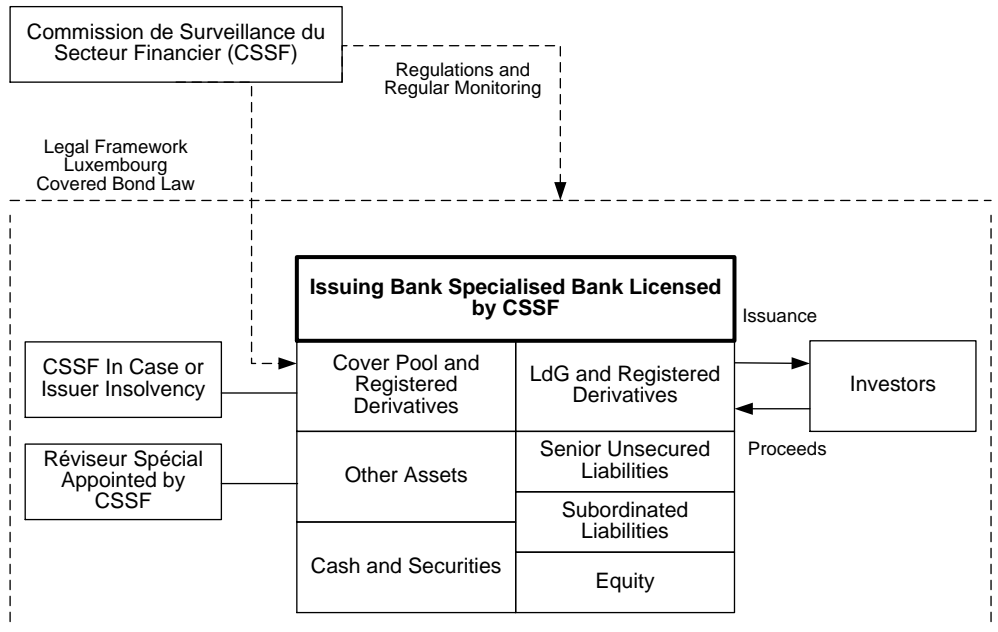 Commission de Surveillance du
Secteur Financier (CSSF)
Regulations and
Regular Monitoring
Legal Framework
Luxembourg
Covered Bond Law
Issuing Bank Specialised Bank Licensed
by CSSF
Issuance
CSSF In Case or
Issuer Insolvency
Cover Pool and
Registered
Derivatives
LdG and Registered
Derivatives
Investors
Proceeds
Réviseur Spécial
Appointed by
CSSF
Other Assets
Senior Unsecured
Liabilities
Subordinated
Liabilities
Cash and Securities
Equity